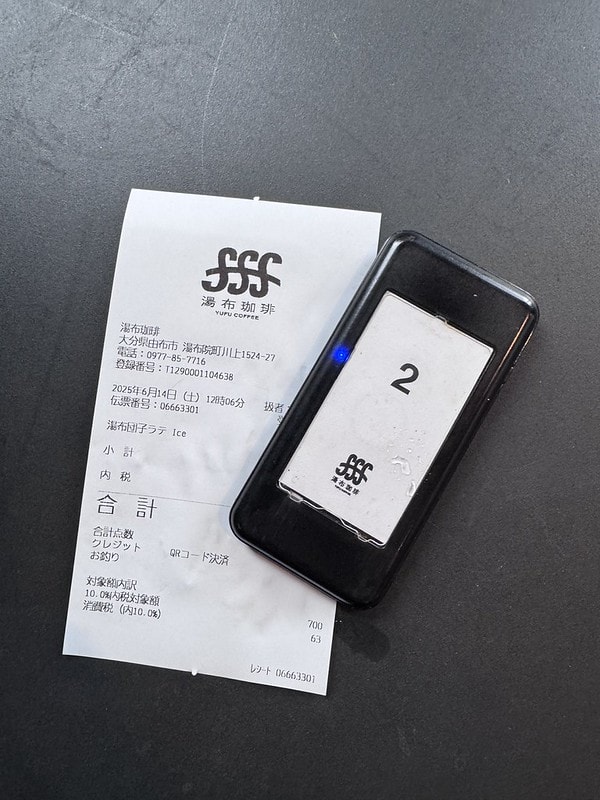 湯布珈琲
YUFU COFFEE
湯布珈琲
大分県由布市 湯布院町川上1524-27
電話：0977-85-7716
登録番号：T1290001104638
2025年6月14日（土）12時06分 扱者
伝票番号：06663301
湯布団子ラテ Ice
小 計
内 税
合 計
合計点数
クレジット QRコード決済
お釣り
対象額内訳
10.0%内税対象額 700
消費税（内10.0%） 63
レシート 06663301
2
湯布珈琲